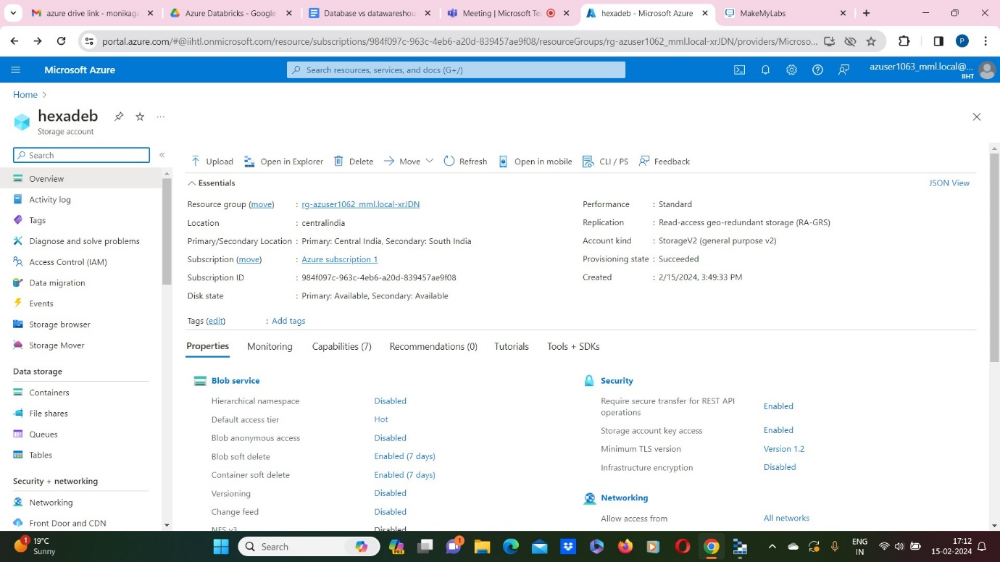 azure drive link - monikaga
Azure Databricks - Google
Database vs datawareshou
Meeting | Microsoft Te
hexadeb - Microsoft Azure
MakeMyLabs
portal.azure.com/#@iihtl.onmicrosoft.com/resource/subscriptions/984f097c-963c-4eb6-a20d-839457ae9f08/resourceGroups/rg-azuser1062_mml.local-xrJDN/providers/Microso...
P
Microsoft Azure
Search resources, services, and docs (G+/)
azuser1063_mml.local@...
IIHT
Home >
hexadeb
Storage account
Search
Overview
Activity log
Tags
Diagnose and solve problems
Access Control (IAM)
Data migration
Events
Storage browser
Storage Mover
Data storage
Containers
File shares
Queues
Tables
Security + networking
Networking
Front Door and CDN
Upload Open in Explorer Delete Move Refresh Open in mobile CLI / PS Feedback
Essentials
JSON View
Resource group (move) : rg-azuser1062_mml.local-xrJDN
Location : centralindia
Primary/Secondary Location : Primary: Central India, Secondary: South India
Subscription (move) : Azure subscription 1
Subscription ID : 984f097c-963c-4eb6-a20d-839457ae9f08
Disk state : Primary: Available, Secondary: Available
Performance : Standard
Replication : Read-access geo-redundant storage (RA-GRS)
Account kind : StorageV2 (general purpose v2)
Provisioning state : Succeeded
Created : 2/15/2024, 3:49:33 PM
Tags (edit) : Add tags
Properties Monitoring Capabilities (7) Recommendations (0) Tutorials Tools + SDKs
Blob service
Hierarchical namespace Disabled
Default access tier Hot
Blob anonymous access Disabled
Blob soft delete Enabled (7 days)
Container soft delete Enabled (7 days)
Versioning Disabled
Change feed Disabled
NFS v3 Disabled
Security
Require secure transfer for REST API
operations Enabled
Storage account key access Enabled
Minimum TLS version Version 1.2
Infrastructure encryption Disabled
Networking
Allow access from All networks
1
19°C
Sunny
Search
PRE
1
ENG
IN
17:12
15-02-2024